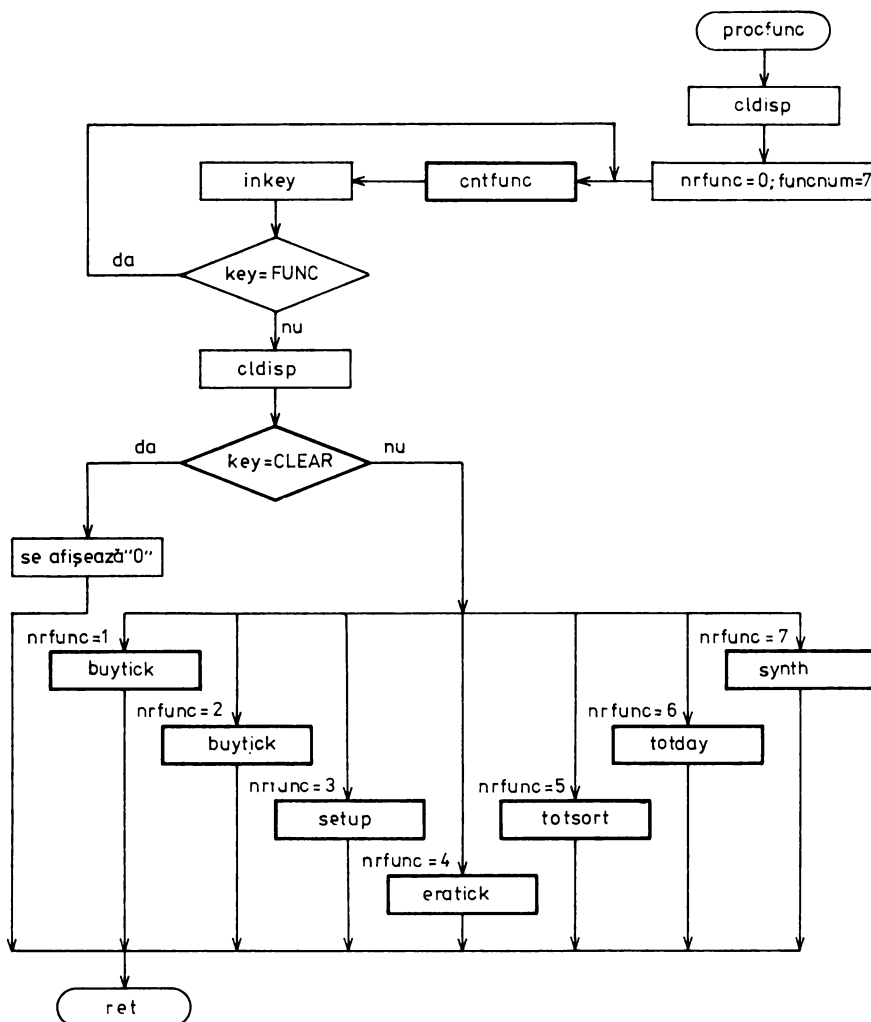 procfunc
cldisp
inkey
cntfunc
nrfunc=0; funcnum=7
da
key=FUNC
nu
cldisp
da
key=CLEAR
nu
se afişează "0"
nrfunc=1
buytick
nrfunc=2
buytick
nrfunc=3
setup
nrfunc=4
eratick
nrfunc=5
totsort
nrfunc=6
totday
nrfunc=7
synth
ret